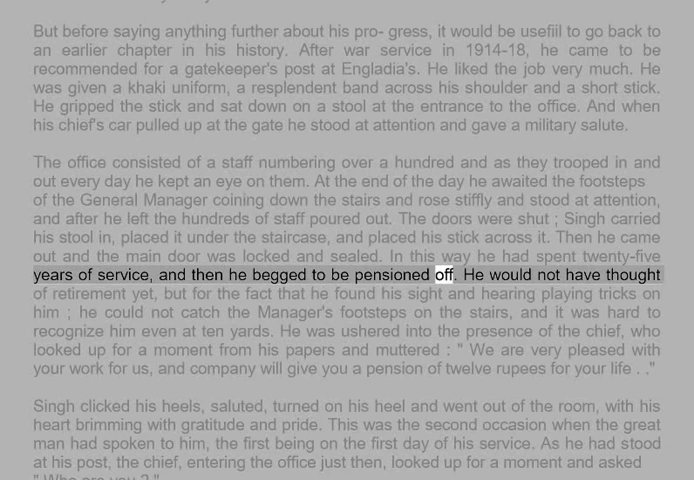 But before saying anything further about his pro- gress, it would be usefiil to go back to
an earlier chapter in his history. After war service in 1914-18, he came to be
recommended for a gatekeeper's post at Engladia's. He liked the job very much. He
was given a khaki uniform, a resplendent band across his shoulder and a short stick.
He gripped the stick and sat down on a stool at the entrance to the office. And when
his chief's car pulled up at the gate he stood at attention and gave a military salute.
The office consisted of a staff numbering over a hundred and as they trooped in and
out every day he kept an eye on them. At the end of the day he awaited the footsteps
of the General Manager coining down the stairs and rose stiffly and stood at attention,
and after he left the hundreds of staff poured out. The doors were shut ; Singh carried
his stool in, placed it under the staircase, and placed his stick across it. Then he came
out and the main door was locked and sealed. In this way he had spent twenty-five
years of service, and then he begged to be pensioned off. He would not have thought
of retirement yet, but for the fact that he found his sight and hearing playing tricks on
him ; he could not catch the Manager's footsteps on the stairs, and it was hard to
recognize him even at ten yards. He was ushered into the presence of the chief, who
looked up for a moment from his papers and muttered : " We are very pleased with
your work for us, and company will give you a pension of twelve rupees for your life . ."
Singh clicked his heels, saluted, turned on his heel and went out of the room, with his
heart brimming with gratitude and pride. This was the second occasion when the great
man had spoken to him, the first being on the first day of his service. As he had stood
at his post, the chief, entering the office just then, looked up for a moment and asked
" Who are you ? "